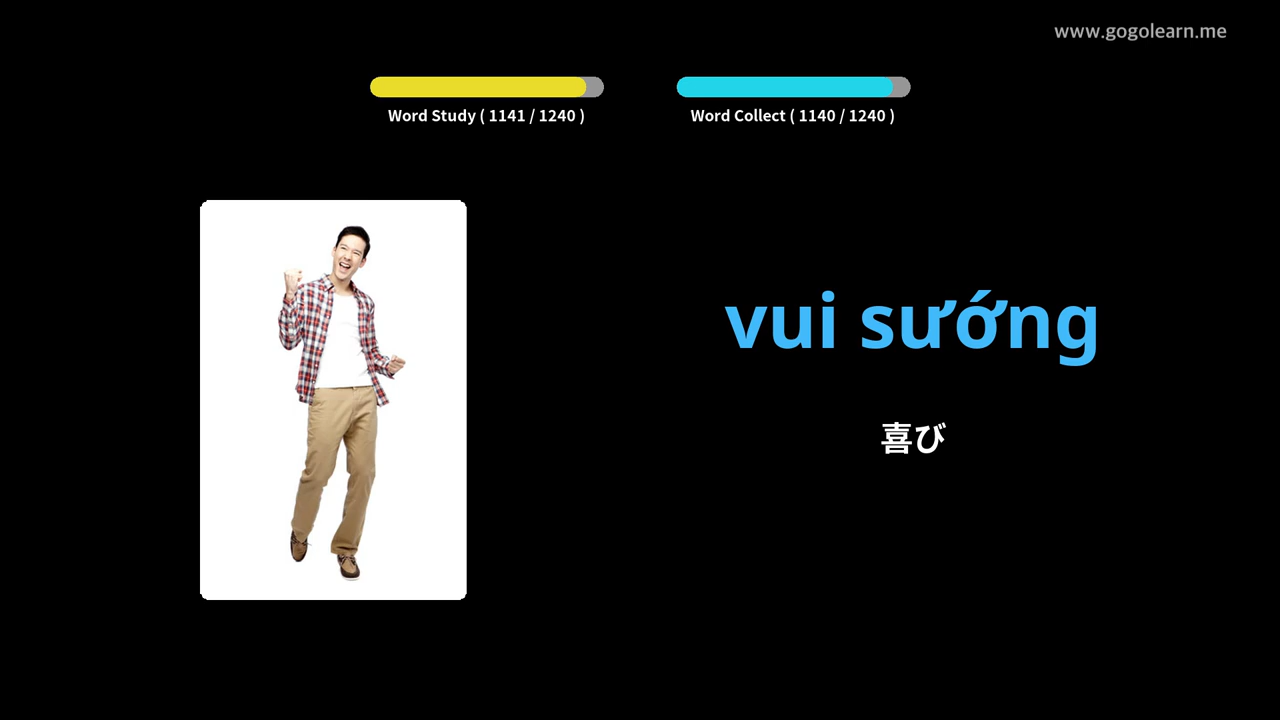 www.gogolearn.me
Word Study ( 1141 / 1240 )
Word Collect ( 1140 / 1240 )
vui sướng
喜び